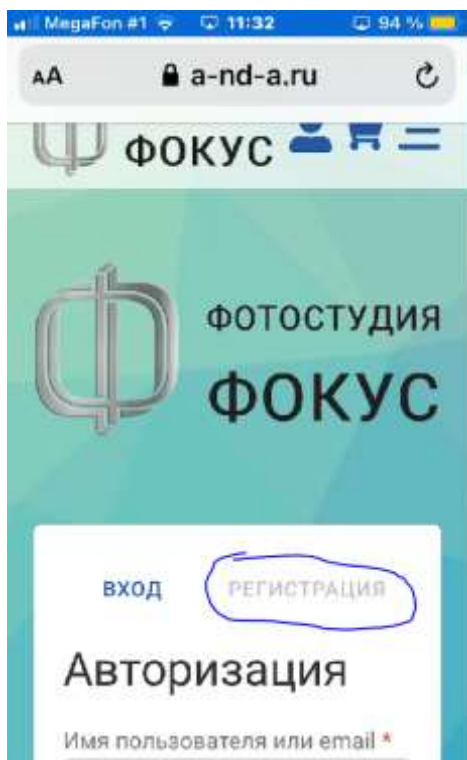 MegaFon #1 11:32 94 %
AA a-nd-a.ru
ФОКУС
ФОТОСТУДИЯ
ФОКУС
ВХОД РЕГИСТРАЦИЯ
Авторизация
Имя пользователя или email *